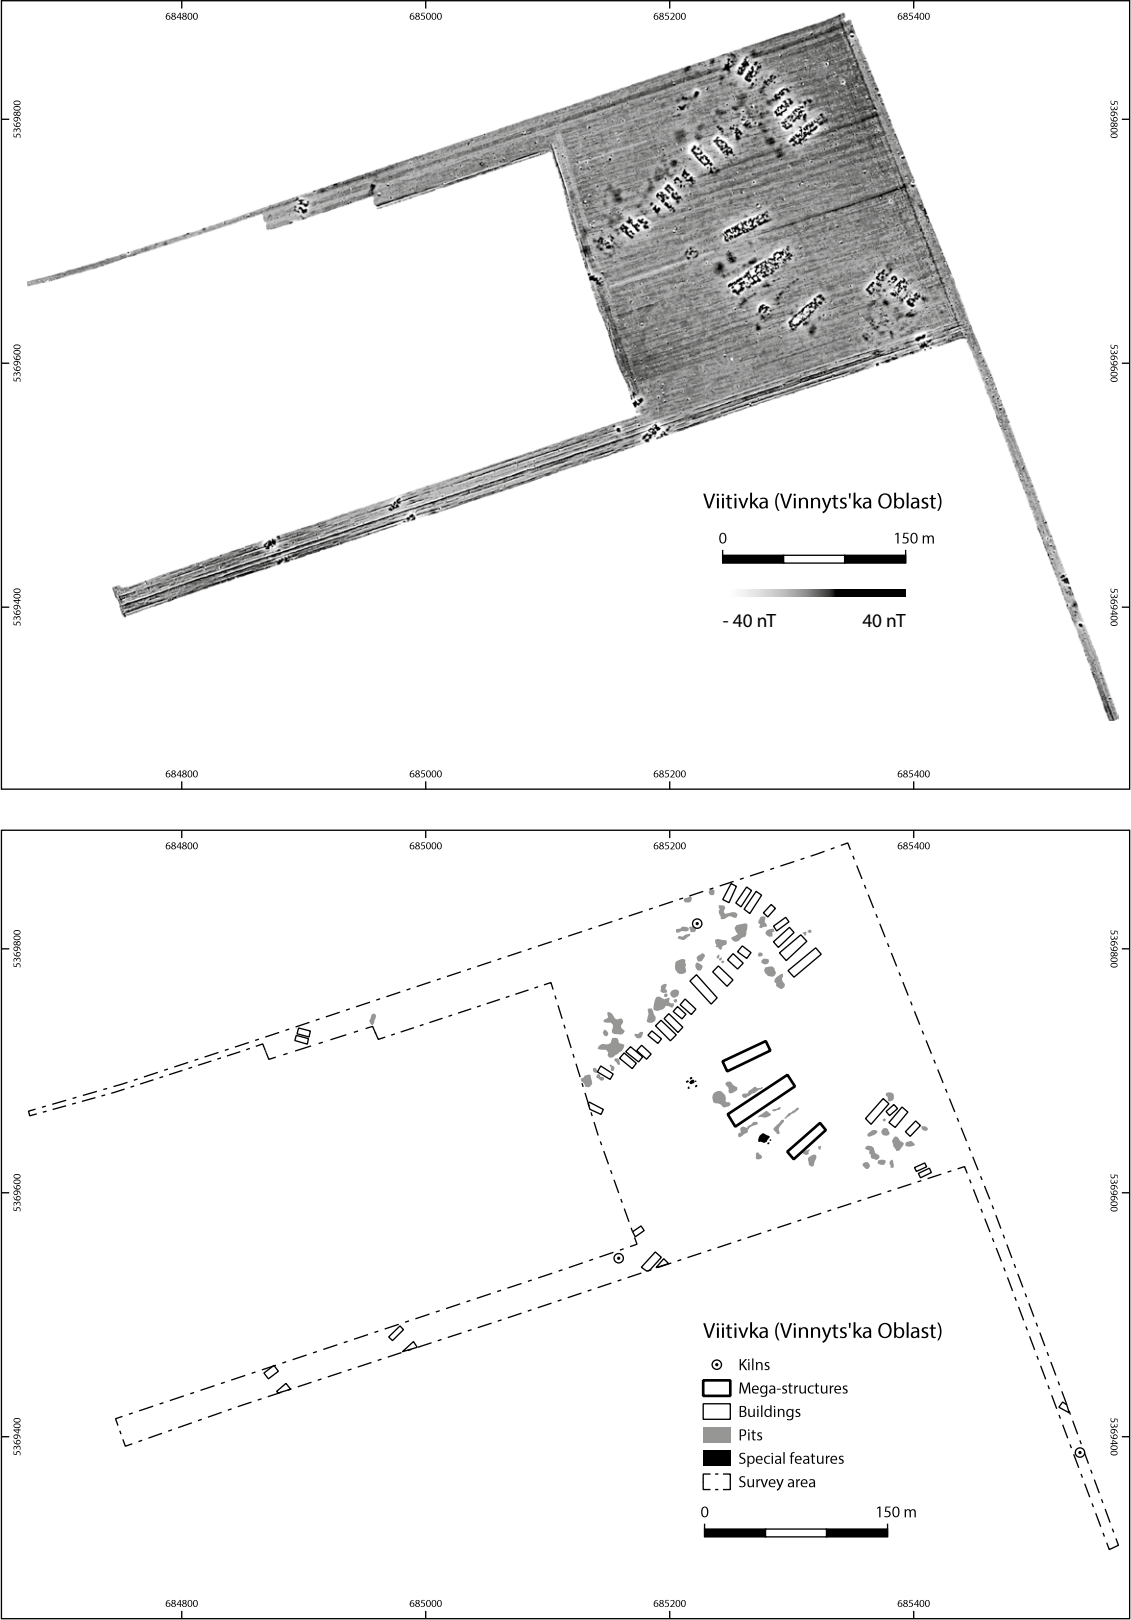 684800 685000 685200 685400
5369800 5369800
5369600 5369600
Viitivka (Vinnyts'ka Oblast)
0 150 m
- 40 nT 40 nT
5369400 5369400
684800 685000 685200 685400
684800 685000 685200 685400
5369800 5369800
5369600 5369600
Viitivka (Vinnyts'ka Oblast)
Kilns
Mega-structures
Buildings
Pits
Special features
Survey area
5369400 5369400
0 150 m
684800 685000 685200 685400